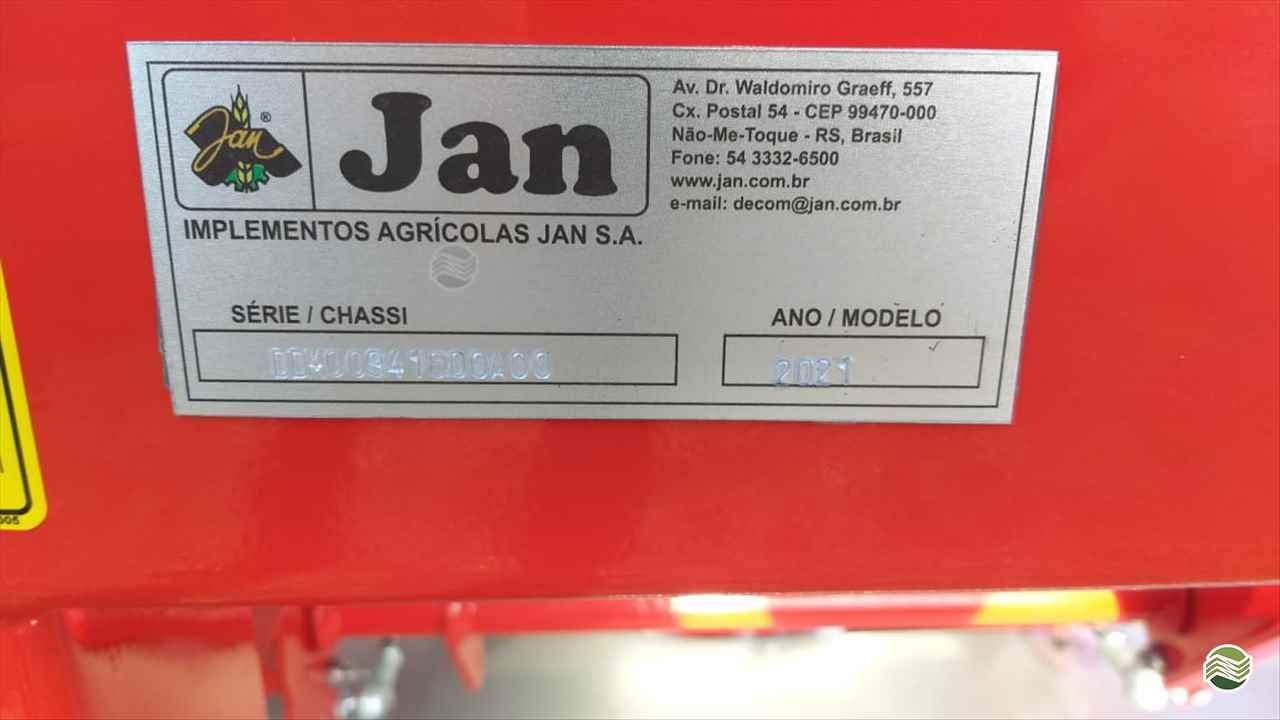 Jan ®
Jan
IMPLEMENTOS AGRÍCOLAS JAN S.A.
Av. Dr. Waldomiro Graeff, 557
Cx. Postal 54 - CEP 99470-000
Não-Me-Toque - RS, Brasil
Fone: 54 3332-6500
www.jan.com.br
e-mail: decom@jan.com.br
SÉRIE / CHASSI
ANO / MODELO
2021